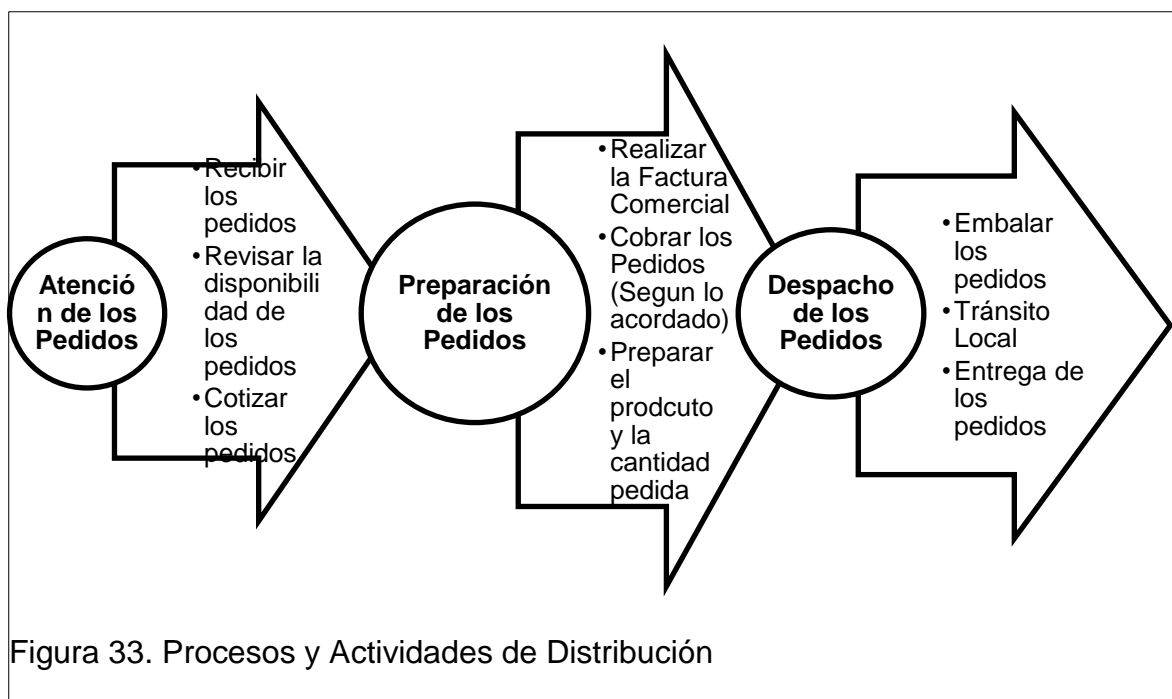 Atenció
n de los
Pedidos
•Recibir
los
pedidos
•Revisar la
disponibili
dad de
los
pedidos
•Cotizar
los
pedidos
Preparación
de los
Pedidos
•Realizar
la Factura
Comercial
•Cobrar los
Pedidos
(Segun lo
acordado)
•Preparar
el
prodcuto
y la
cantidad
pedida
Despacho
de los
Pedidos
•Embalar
los
pedidos
•Tránsito
Local
•Entrega de
los
pedidos
Figura 33. Procesos y Actividades de Distribución